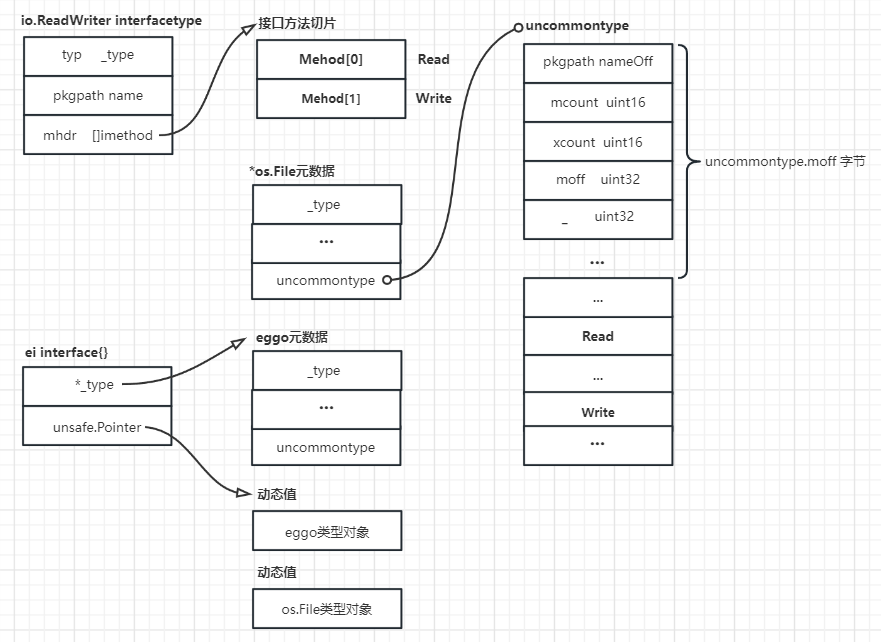 io.ReadWriter interfacetype
typ _type
pkgpath name
mhdr []imethod
接口方法切片
Mehod[0]
Read
Mehod[1]
Write
uncommontype
pkgpath nameOff
mcount uint16
xcount uint16
moff uint32
_ uint32
...
...
Read
...
Write
...
uncommontype.moff 字节
*os.File元数据
_type
...
uncommontype
ei interface{}
*_type
unsafe.Pointer
eggo元数据
_type
...
uncommontype
动态值
eggo类型对象
动态值
os.File类型对象